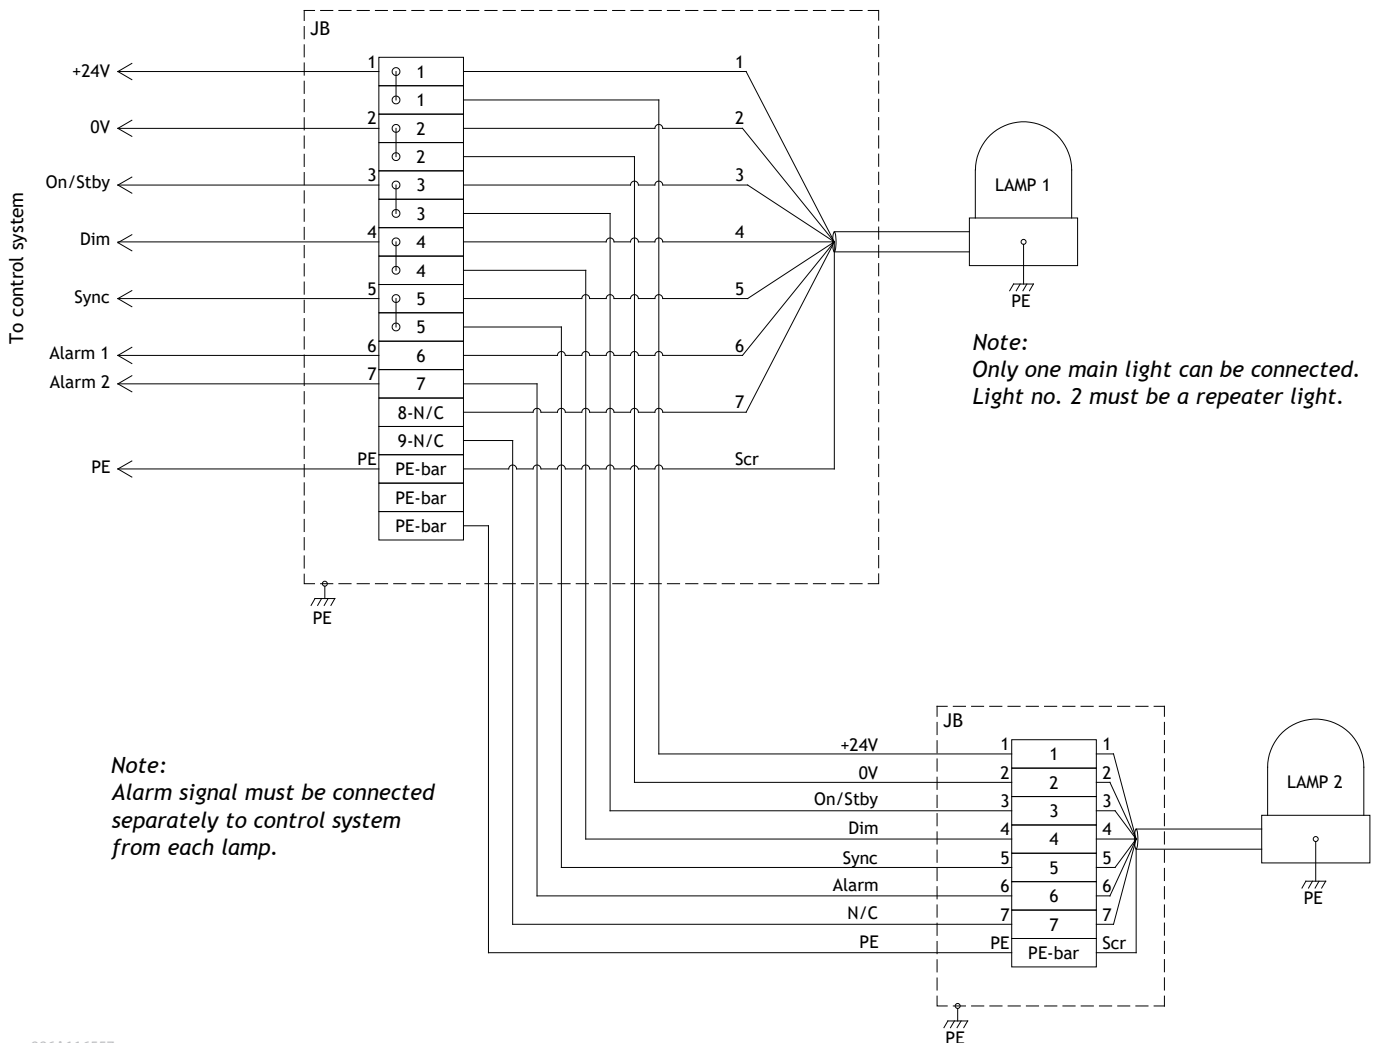 JB
+24V
1
1
1
1
0V
2
2
2
2
On/Stby
3
3
3
3
LAMP 1
Dim
4
4
4
4
To control system
Sync
5
5
5
5
PE
Alarm 1
6
6
6
Alarm 2
7
7
8-N/C
7
9-N/C
PE
PE
PE-bar
Scr
PE-bar
PE-bar
Note:
Only one main light can be connected.
Light no. 2 must be a repeater light.
PE
JB
+24V
1
1
1
0V
2
2
2
On/Stby
3
3
3
LAMP 2
Dim
4
4
4
Sync
5
5
5
Alarm
6
6
6
PE
N/C
7
7
7
PE
PE
PE-bar
Scr
PE
Note:
Alarm signal must be connected
separately to control system
from each lamp.